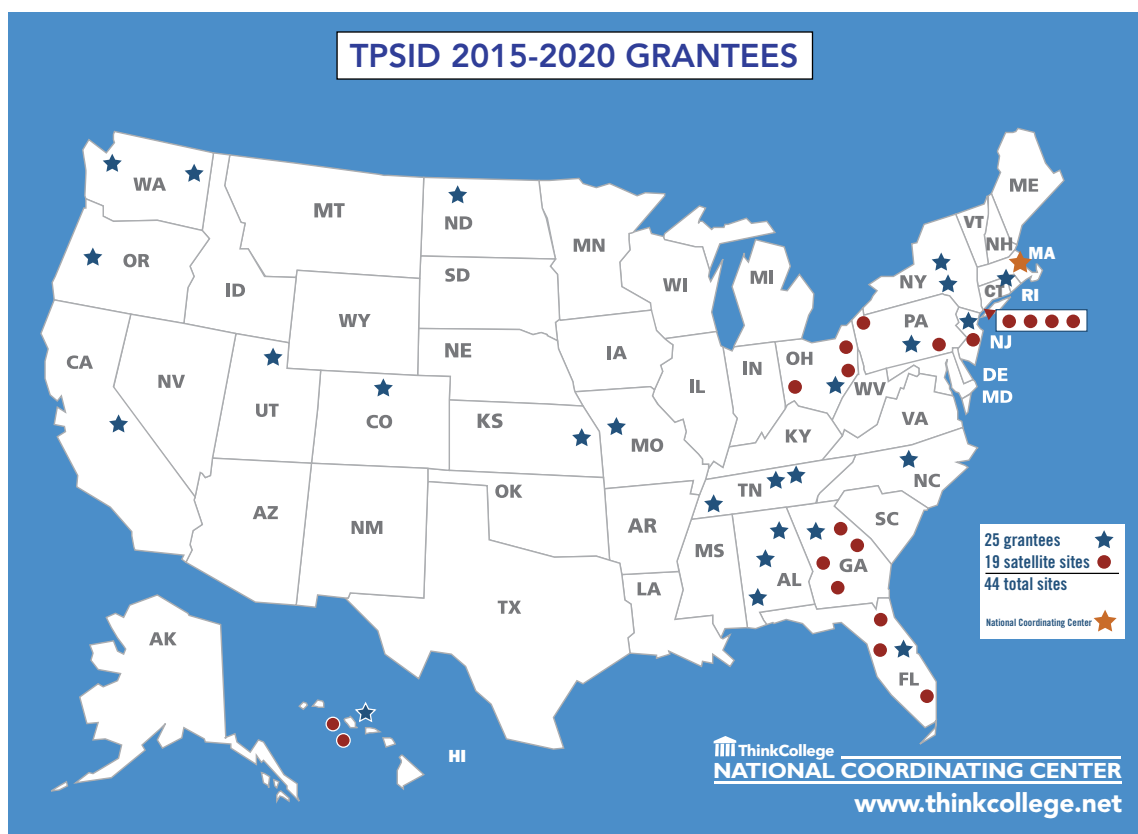 TPSID 2015-2020 GRANTEES
WA
MT
ND
ME
VT
NH
MA
OR
ID
SD
MN
WI
MI
NY
CT
RI
WY
PA
NJ
CA
NV
NE
IA
IL
IN
OH
WV
DE
MD
UT
CO
KS
MO
KY
VA
AZ
NM
OK
AR
TN
NC
SC
MS
AL
GA
TX
LA
25 grantees
19 satellite sites
44 total sites
National Coordinating Center
AK
FL
HI
ThinkCollege
NATIONAL COORDINATING CENTER
www.thinkcollege.net